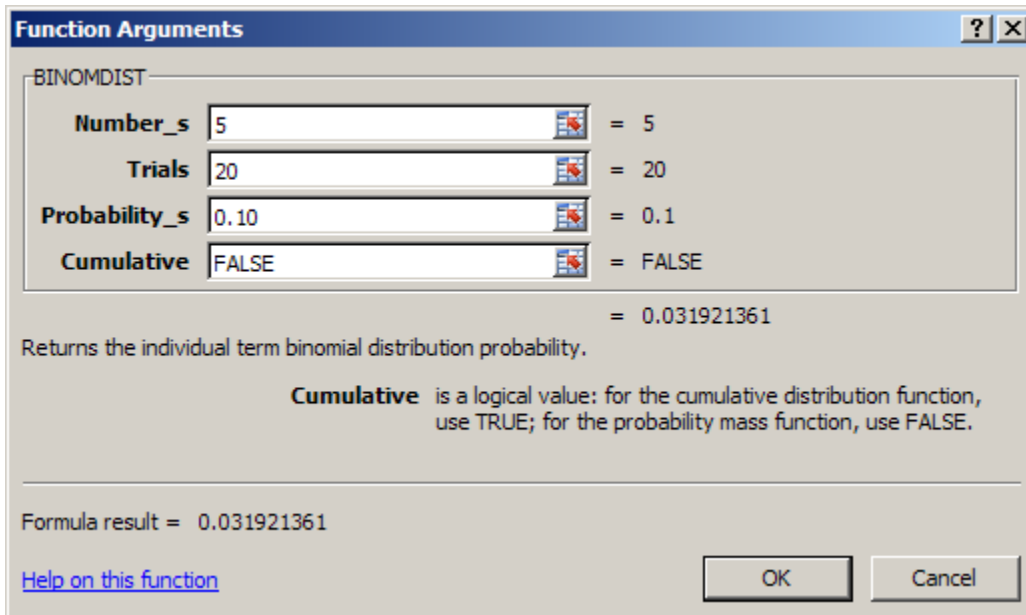 Function Arguments
BINOMDIST
Number_s 5 = 5
Trials 20 = 20
Probability_s 0.10 = 0.1
Cumulative FALSE = FALSE
= 0.031921361
Returns the individual term binomial distribution probability.
Cumulative is a logical value: for the cumulative distribution function,
use TRUE; for the probability mass function, use FALSE.
Formula result = 0.031921361
Help on this function OK Cancel